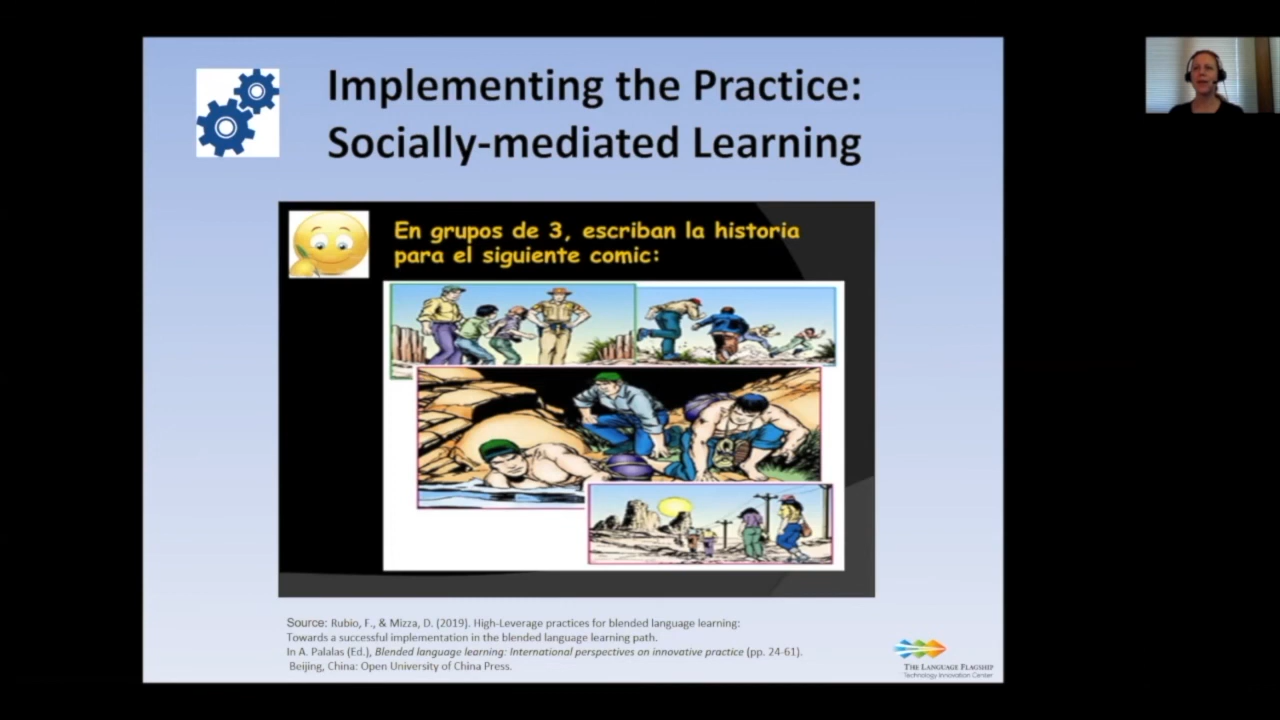 Implementing the Practice:
Socially-mediated Learning
En grupos de 3, escriban la historia
para el siguiente comic:
Source: Rubio, F., & Mizza, D. (2019). High-Leverage practices for blended language learning:
Towards a successful implementation in the blended language learning path.
In A. Palalas (Ed.), Blended language learning: International perspectives on innovative practice (pp. 24-61).
Beijing, China: Open University of China Press.
THE LANGUAGE FLAGSHIP
Technology Innovation Center